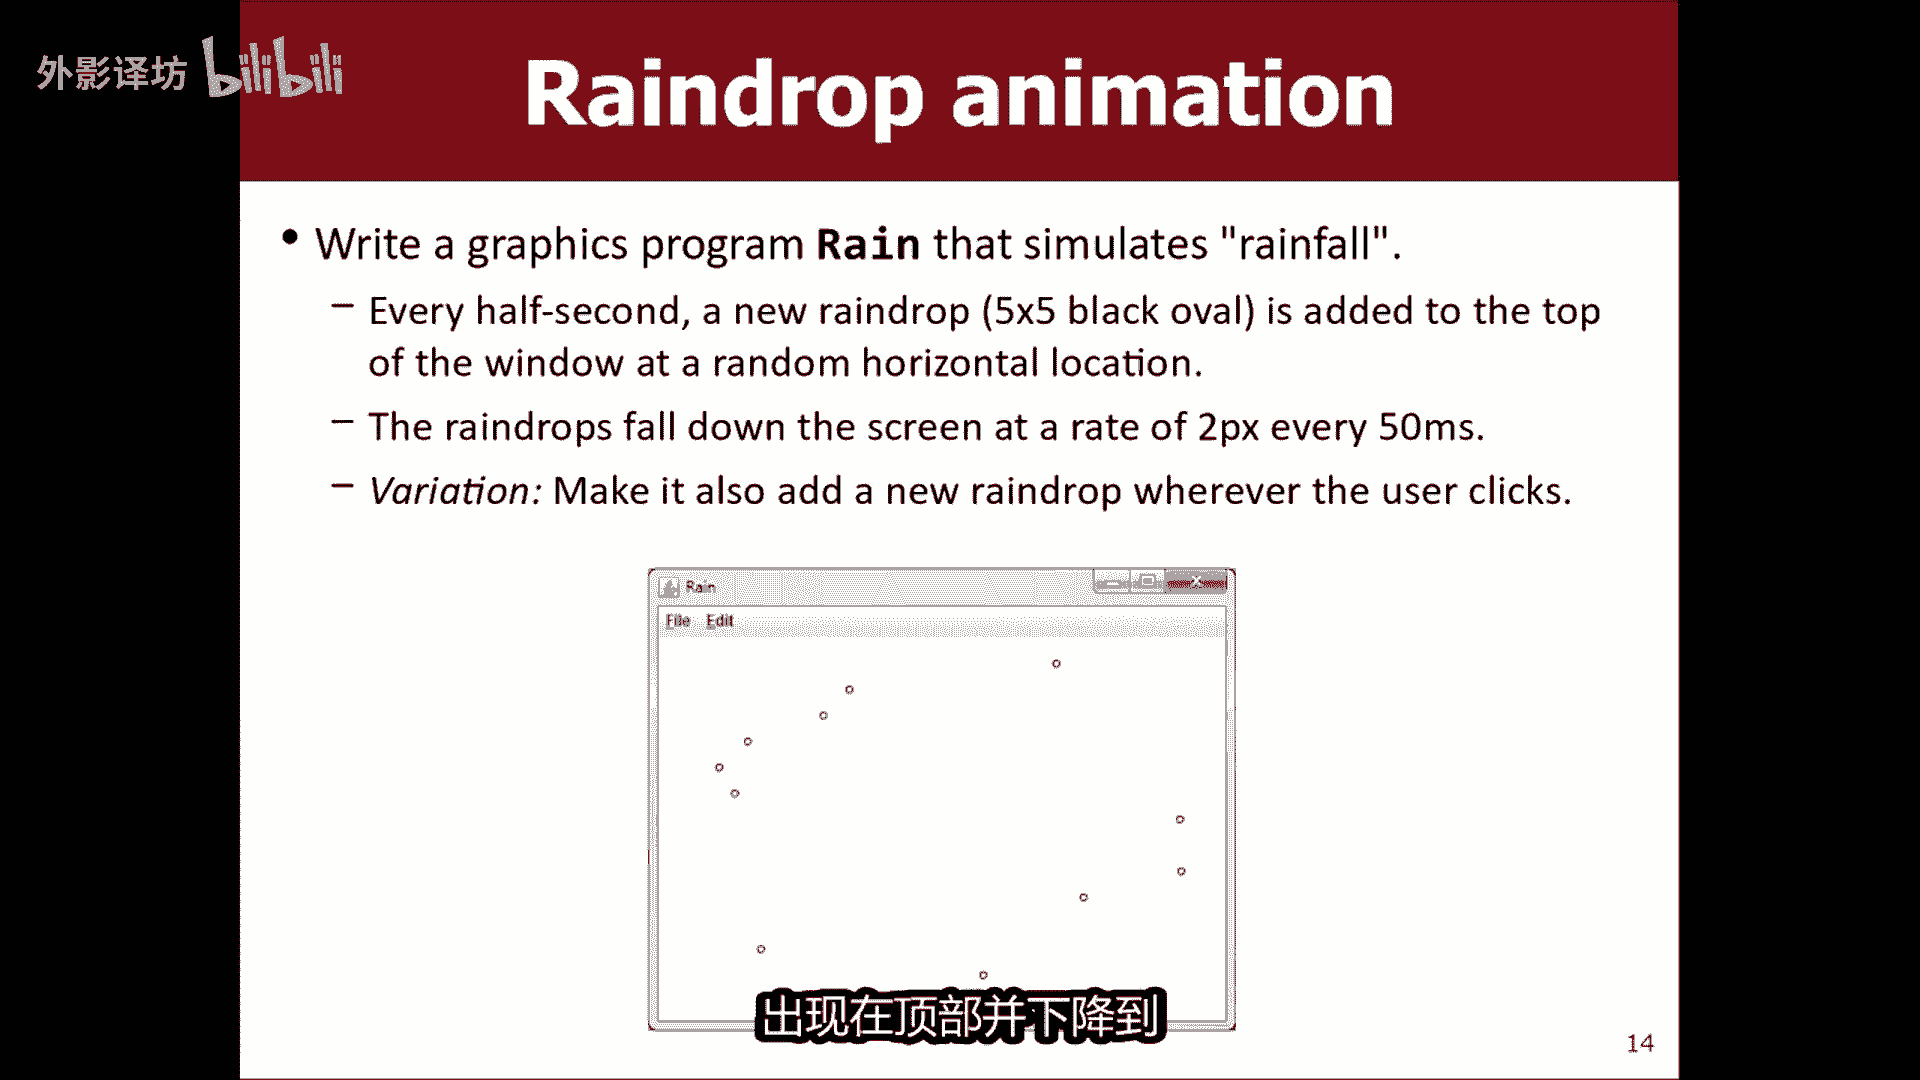 外影译坊 bilibili
Raindrop animation
• Write a graphics program Rain that simulates "rainfall".
– Every half-second, a new raindrop (5x5 black oval) is added to the top
of the window at a random horizontal location.
– The raindrops fall down the screen at a rate of 2px every 50ms.
– Variation: Make it also add a new raindrop wherever the user clicks.
Rain
File Edit
出现在顶部并下降到
14